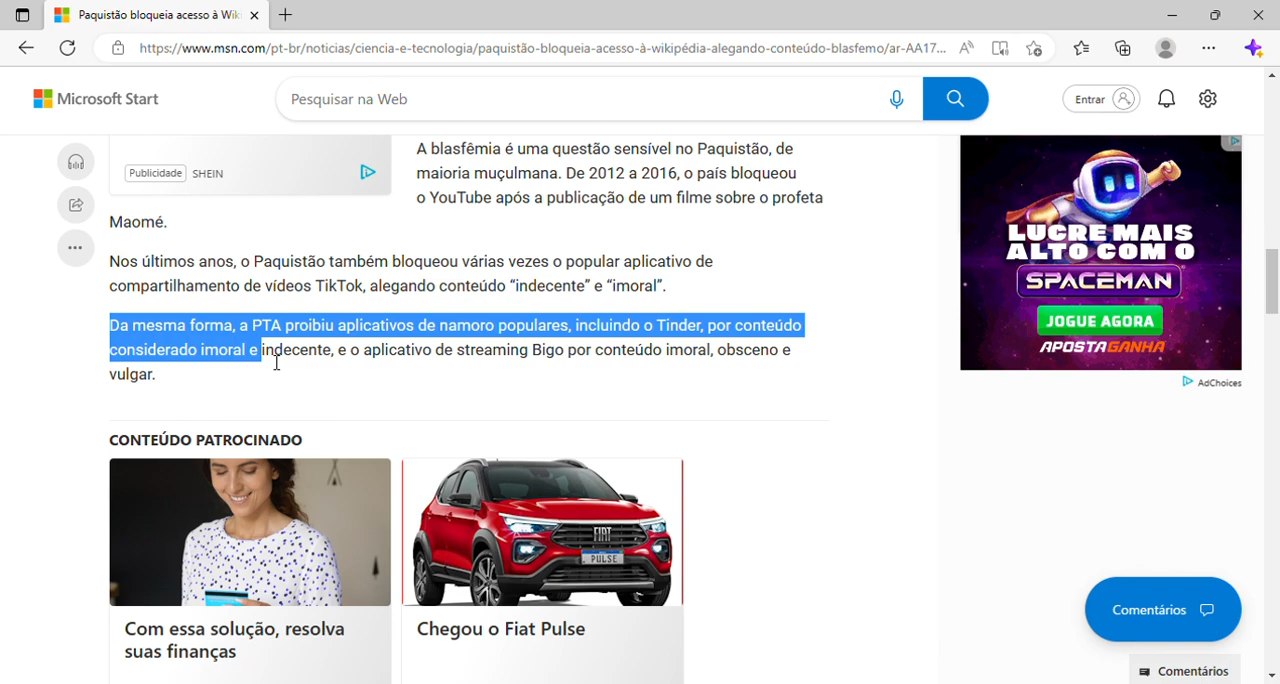 Paquistão bloqueia acesso à Wik
https://www.msn.com/pt-br/noticias/ciencia-e-tecnologia/paquistão-bloqueia-acesso-à-wikipédia-alegando-conteúdo-blasfemo/ar-AA17...
Microsoft Start
Pesquisar na Web
Entrar
Publicidade SHEIN
A blasfêmia é uma questão sensível no Paquistão, de
maioria muçulmana. De 2012 a 2016, o país bloqueou
o YouTube após a publicação de um filme sobre o profeta
Maomé.
Nos últimos anos, o Paquistão também bloqueou várias vezes o popular aplicativo de
compartilhamento de vídeos TikTok, alegando conteúdo “indecente” e “imoral”.
Da mesma forma, a PTA proibiu aplicativos de namoro populares, incluindo o Tinder, por conteúdo
considerado imoral e indecente, e o aplicativo de streaming Bigo por conteúdo imoral, obsceno e
vulgar.
LUCRE MAIS
ALTO COM O
SPACEMAN
JOGUE AGORA
APOSTAGANHA
AdChoices
CONTEÚDO PATROCINADO
FIAT
PULSE
Com essa solução, resolva
suas finanças
Chegou o Fiat Pulse
Comentários
Comentários